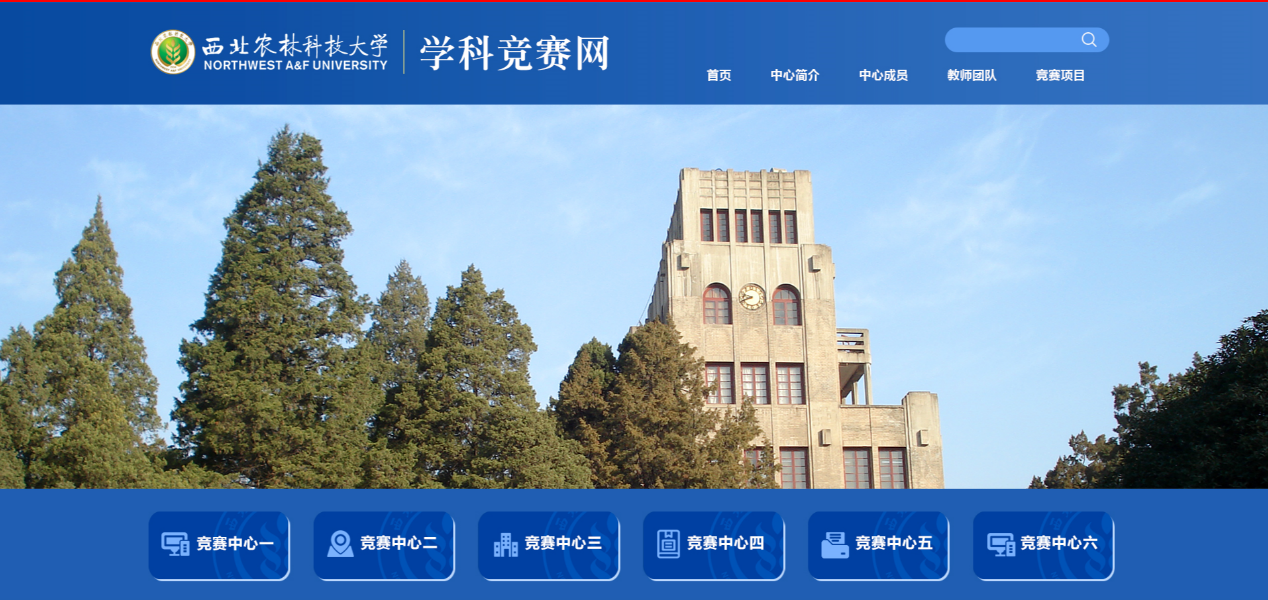 西北农林科技大学
NORTHWEST A&F UNIVERSITY
学科竞赛网
首页 中心简介 中心成员 教师团队 竞赛项目
竞赛中心一 竞赛中心二 竞赛中心三 竞赛中心四 竞赛中心五 竞赛中心六